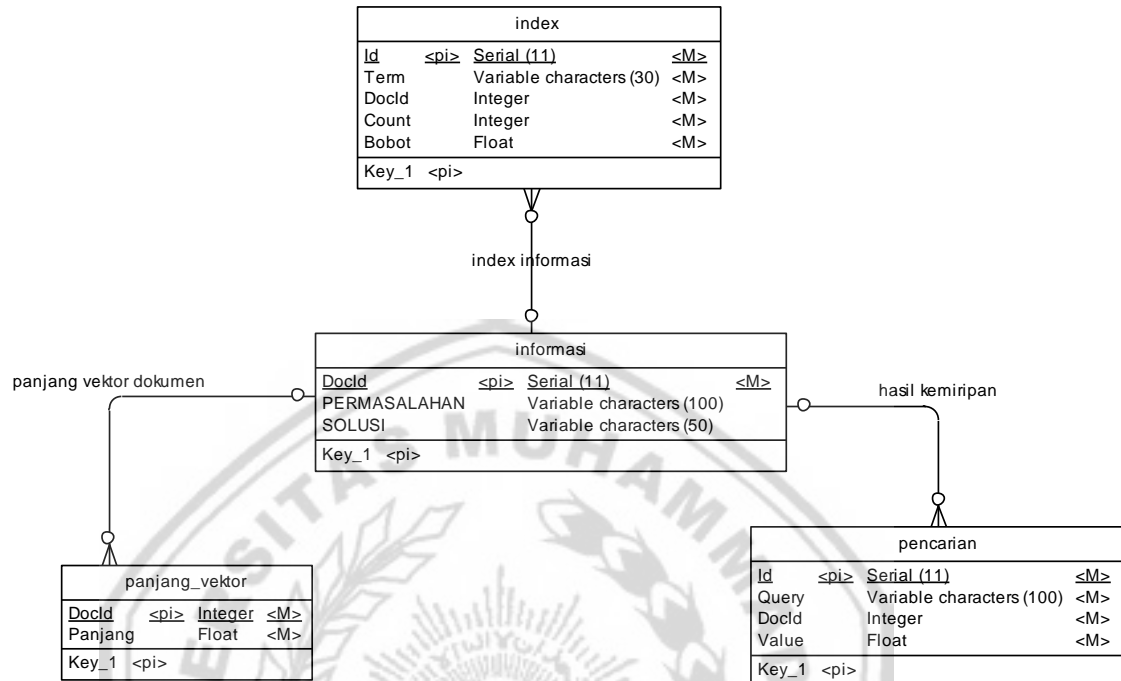 index
Id <pi> Serial (11) <M>
Term Variable characters (30) <M>
DocId Integer <M>
Count Integer <M>
Bobot Float <M>
Key_1 <pi>
index informasi
informasi
DocId <pi> Serial (11) <M>
PERMASALAHAN Variable characters (100)
SOLUSI Variable characters (50)
Key_1 <pi>
panjang vektor dokumen
hasil kemiripan
panjang_vektor
DocId <pi> Integer <M>
Panjang Float <M>
Key_1 <pi>
pencarian
Id <pi> Serial (11) <M>
Query Variable characters (100) <M>
DocId Integer <M>
Value Float <M>
Key_1 <pi>
ERSITAS MUHAMMA